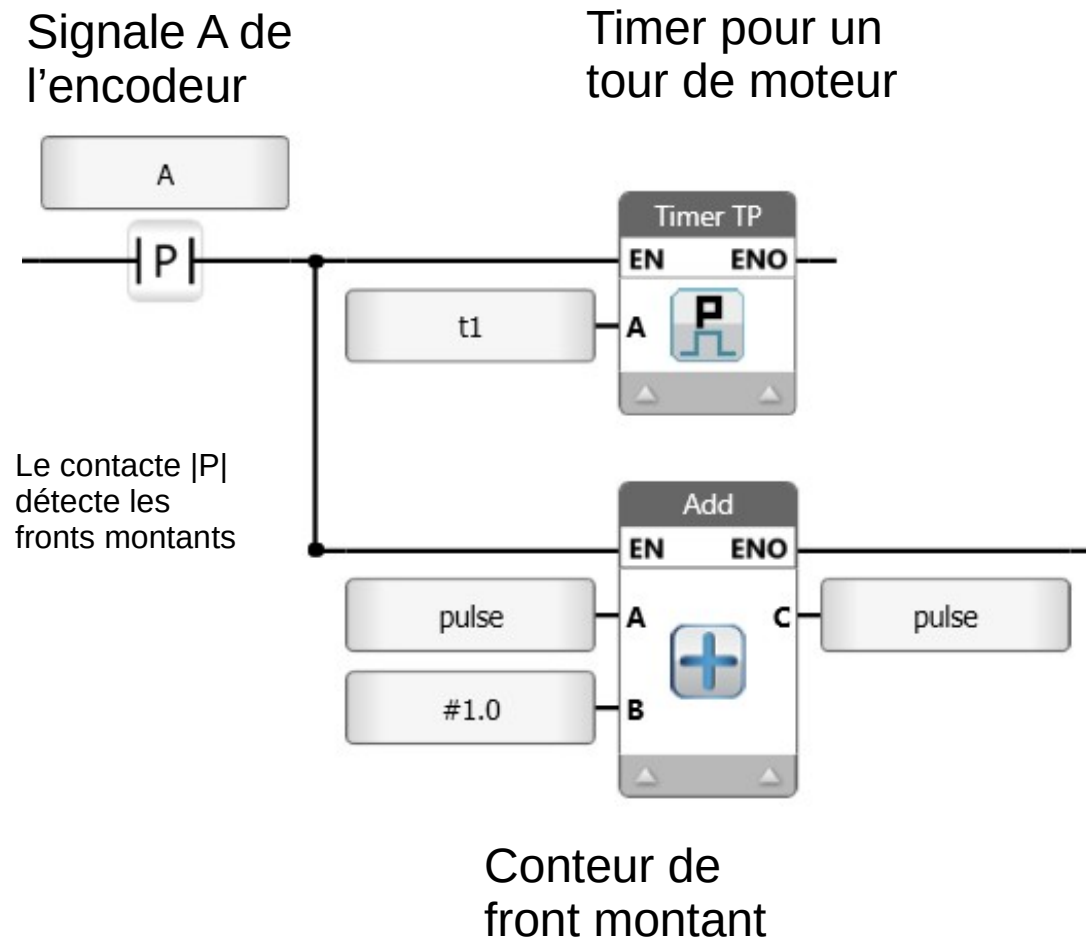 Signale A de
l’encodeur
Timer pour un
tour de moteur
A
|P|
Timer TP
EN ENO
t1
A
P
Le contacte |P|
détecte les
fronts montants
Add
EN ENO
pulse
A
C
pulse
#1.0
B
Conteur de
front montant